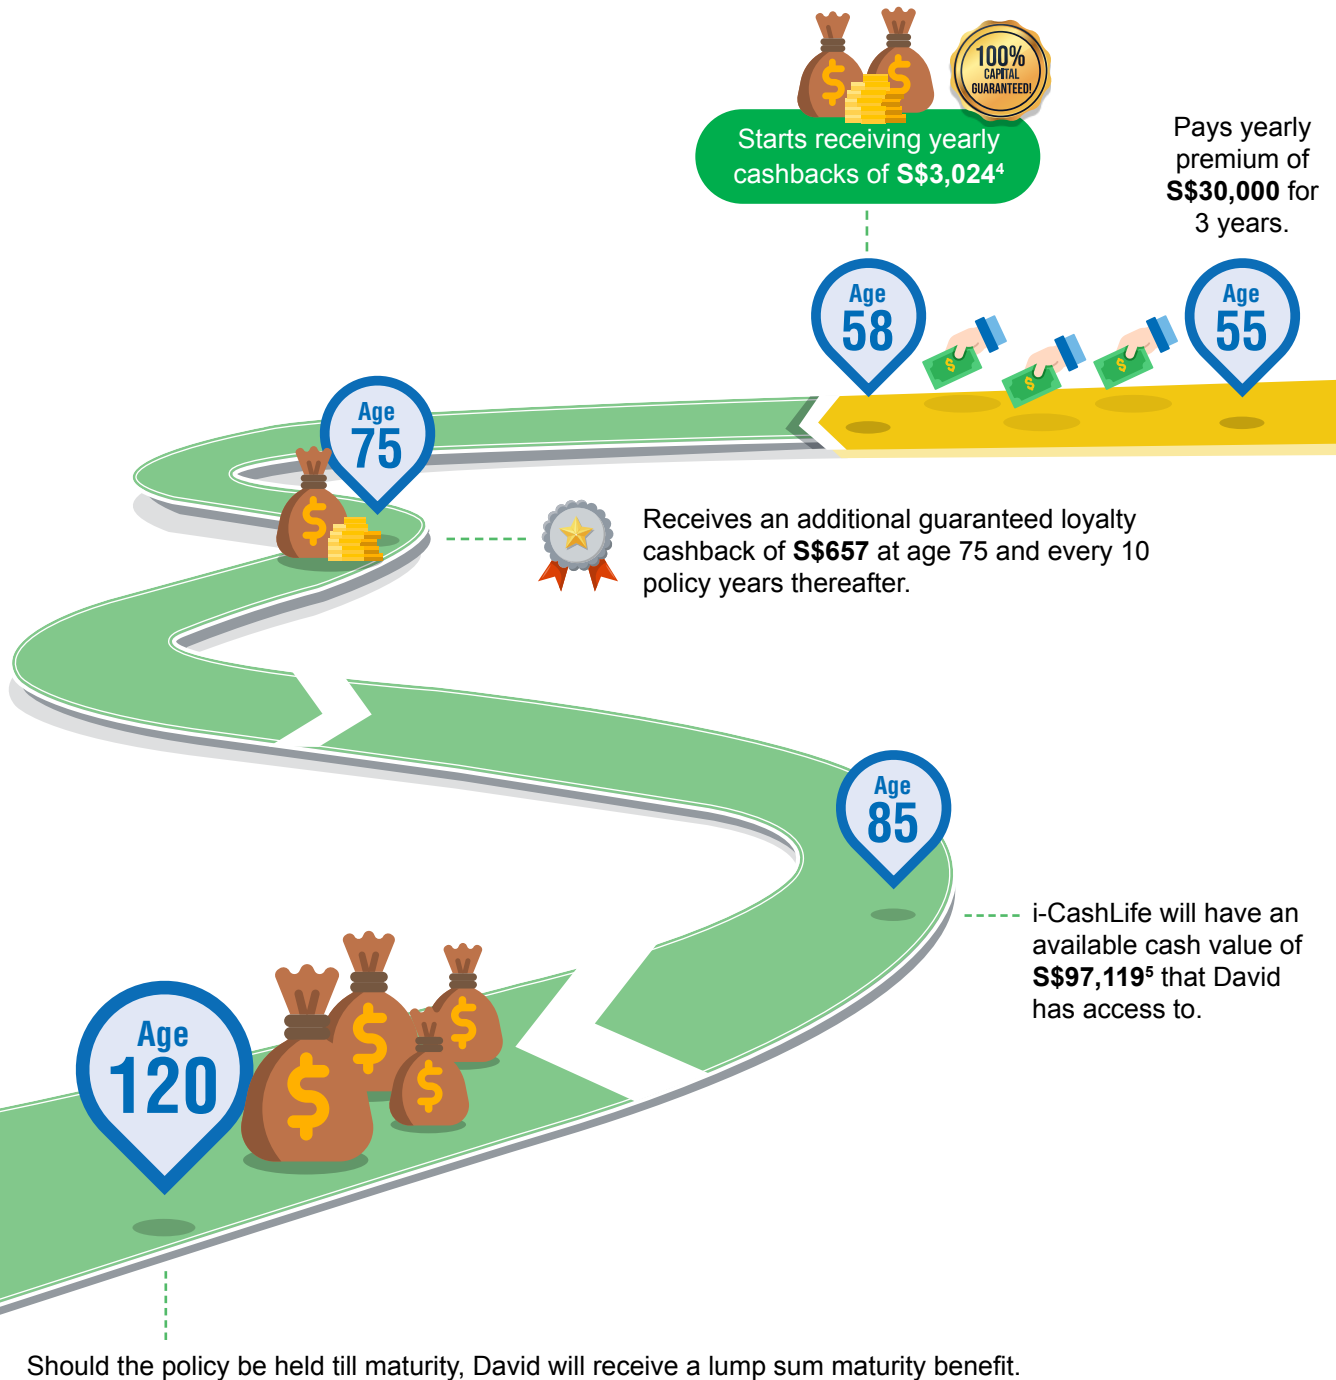 100%
CAPITAL
GUARANTEED!
Starts receiving yearly
cashbacks of S$3,024⁴
Pays yearly
premium of
S$30,000 for
3 years.
Age
58
Age
55
Age
75
Receives an additional guaranteed loyalty
cashback of S$657 at age 75 and every 10
policy years thereafter.
Age
85
i-CashLife will have an
available cash value of
S$97,119⁵ that David
has access to.
Age
120
Should the policy be held till maturity, David will receive a lump sum maturity benefit.